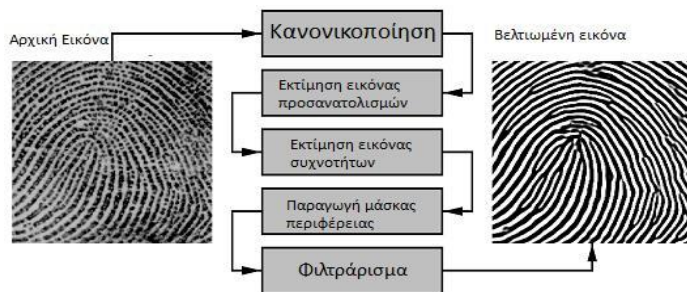 Αρχική Εικόνα
Κανονικοποίηση
Βελτιωμένη εικόνα
Εκτίμηση εικόνας
προσανατολισμών
Εκτίμηση εικόνας
συχνοτήτων
Παραγωγή μάσκας
περιφέρειας
Φιλτράρισμα